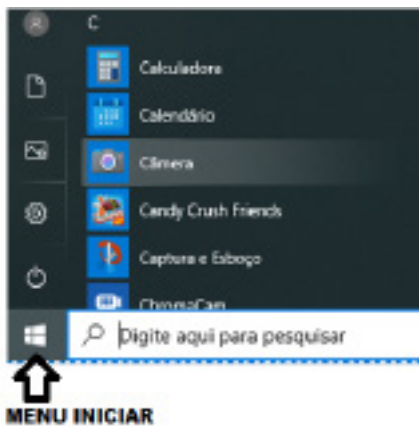 C
Calculadora
Calendário
Câmera
Candy Crush Friends
Captura e Esboço
ChromaCam
Digite aqui para pesquisar
MENU INICIAR